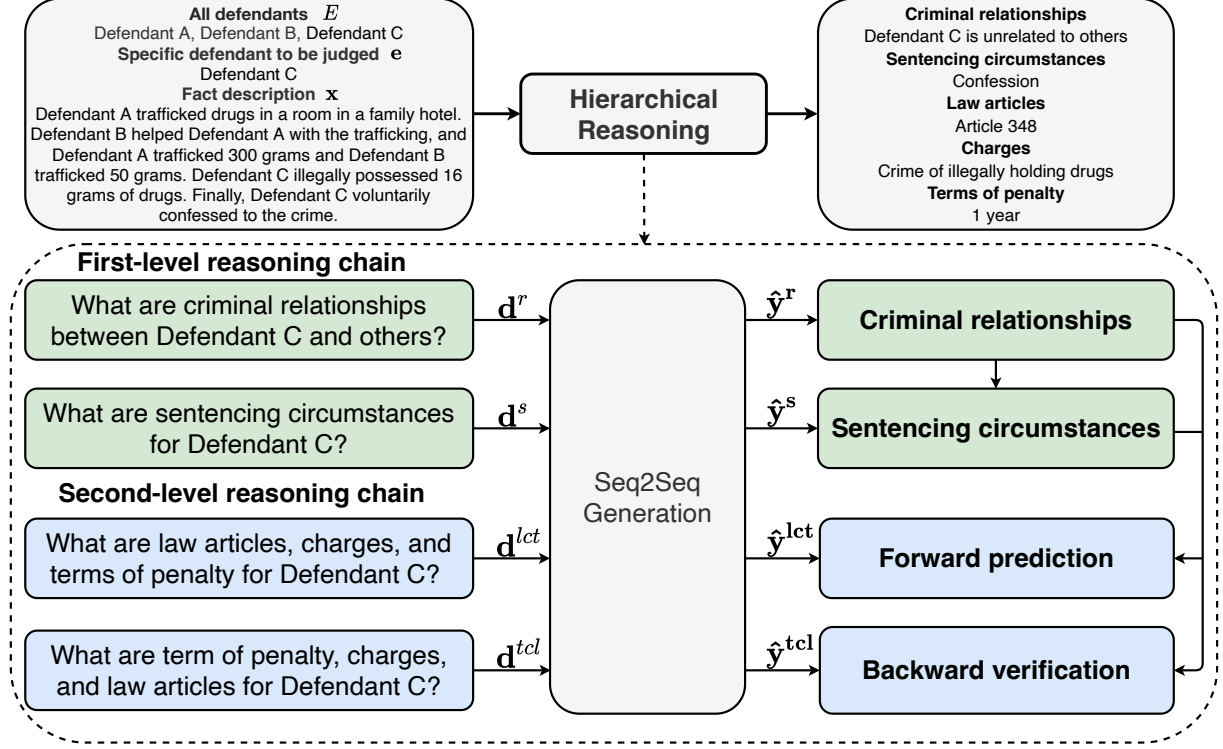 All defendants E
Defendant A, Defendant B, Defendant C
Specific defendant to be judged e
Defendant C
Fact description x
Defendant A trafficked drugs in a room in a family hotel.
Defendant B helped Defendant A with the trafficking, and
Defendant A trafficked 300 grams and Defendant B
trafficked 50 grams. Defendant C illegally possessed 16
grams of drugs. Finally, Defendant C voluntarily
confessed to the crime.
Hierarchical
Reasoning
Criminal relationships
Defendant C is unrelated to others
Sentencing circumstances
Confession
Law articles
Article 348
Charges
Crime of illegally holding drugs
Terms of penalty
1 year
First-level reasoning chain
What are criminal relationships
between Defendant C and others?
d^r
ŷ^r
Criminal relationships
What are sentencing circumstances
for Defendant C?
d^s
ŷ^s
Sentencing circumstances
Second-level reasoning chain
Seq2Seq
Generation
What are law articles, charges, and
terms of penalty for Defendant C?
d^lct
ŷ^lct
Forward prediction
What are term of penalty, charges,
and law articles for Defendant C?
d^tcl
ŷ^tcl
Backward verification